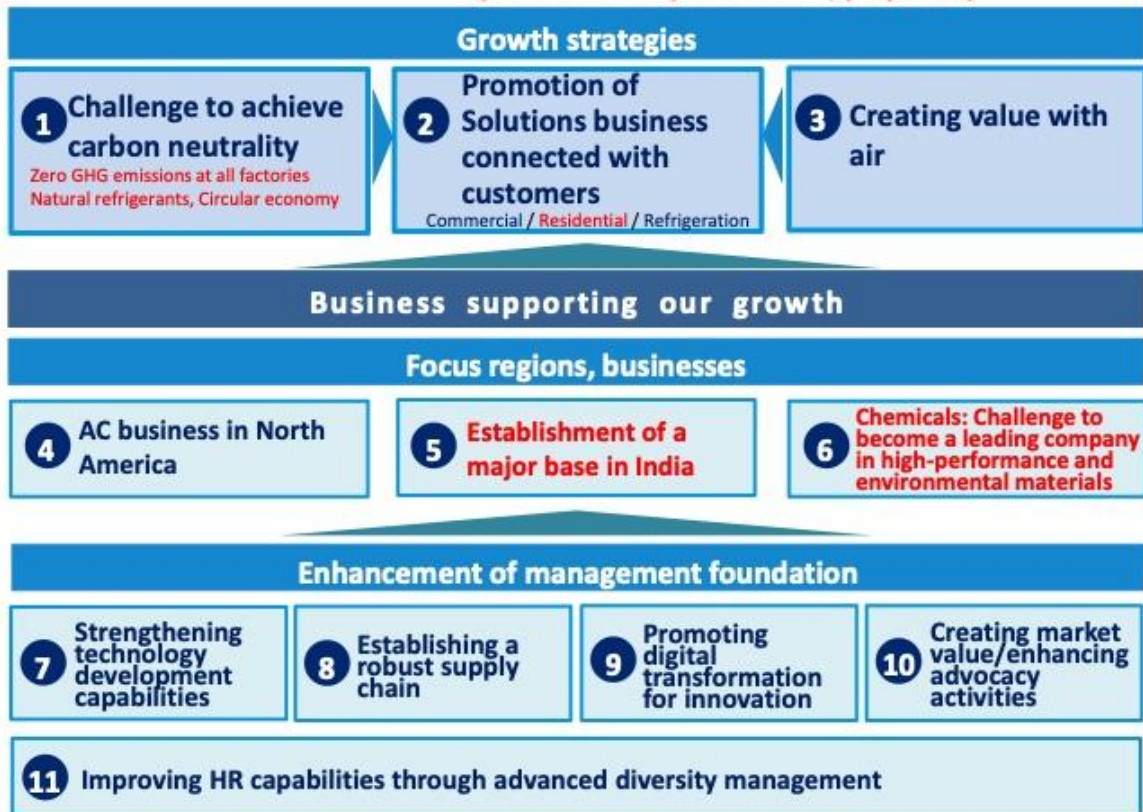 Growth strategies
1 Challenge to achieve
carbon neutrality
Zero GHG emissions at all factories
Natural refrigerants, Circular economy
2 Promotion of
Solutions business
connected with
customers
Commercial / Residential / Refrigeration
3 Creating value with
air
Business supporting our growth
Focus regions, businesses
4 AC business in North
America
5 Establishment of a
major base in India
6 Chemicals: Challenge to
become a leading company
in high-performance and
environmental materials
Enhancement of management foundation
7 Strengthening
technology
development
capabilities
8 Establishing a
robust supply
chain
9 Promoting
digital
transformation
for innovation
10 Creating market
value/enhancing
advocacy
activities
11 Improving HR capabilities through advanced diversity management